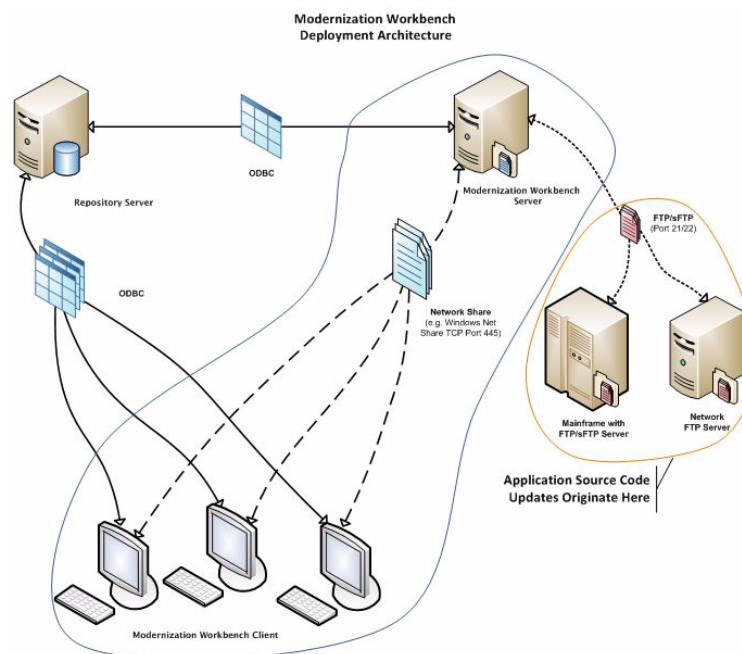 Modernization Workbench
Deployment Architecture
ODBC
Repository Server
Modernization Workbench
Server
FTP/sFTP
(Port 21/22)
ODBC
Network Share
(e.g. Windows Net
Share TCP Port 445)
Mainframe with
FTP/sFTP Server
Network
FTP Server
Application Source Code
Updates Originate Here
Modernization Workbench Client